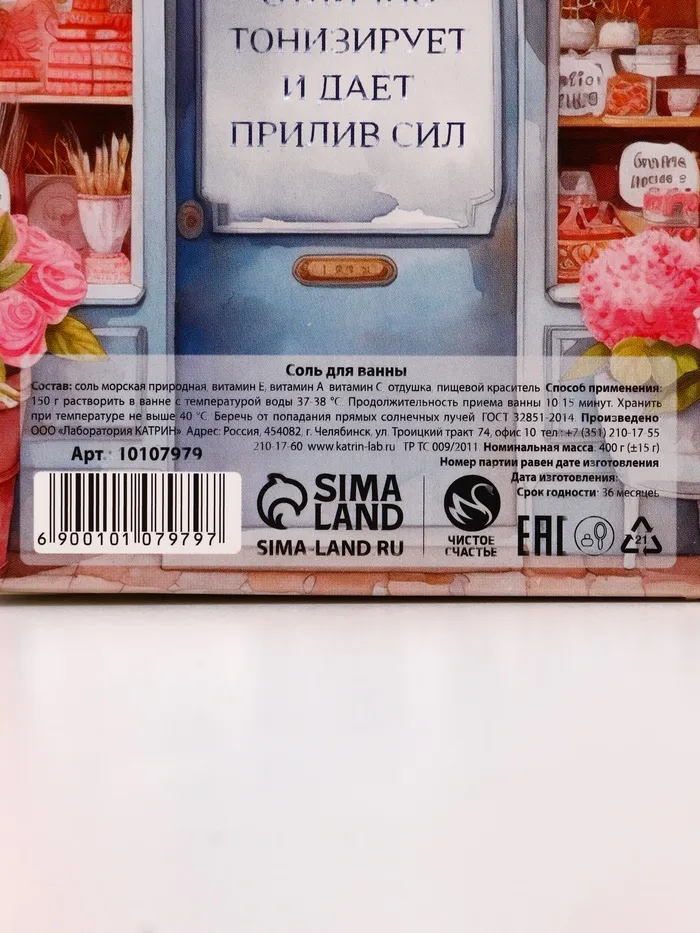 ТОНИЗИРУЕТ
И ДАЕТ
ПРИЛИВ СИЛ
Соль для ванны
Состав: соль морская природная, витамин Е, витамин А, витамин С, отдушка, пищевой краситель. Способ применения:
150 г растворить в ванне с температурой воды 37-38 °С. Продолжительность приема ванны 10-15 минут. Хранить
при температуре не выше 40 °С. Беречь от попадания прямых солнечных лучей. ГОСТ 32851-2014. Произведено
ООО «Лаборатория КАТРИН». Адрес: Россия, 454082, г. Челябинск, ул. Троицкий тракт 74, офис 10 тел.: +7 (351) 210-17-55
210-17-60 www.katrin-lab.ru ТР ТС 009/2011 Номинальная масса: 400 г (±15 г)
Номер партии равен дате изготовления
Арт.: 10107979
Дата изготовления:
Срок годности: 36 месяцев
6 900101 079797
SIMA
LAND
SIMA-LAND.RU
ЧИСТОЕ
СЧАСТЬЕ
EAC
21